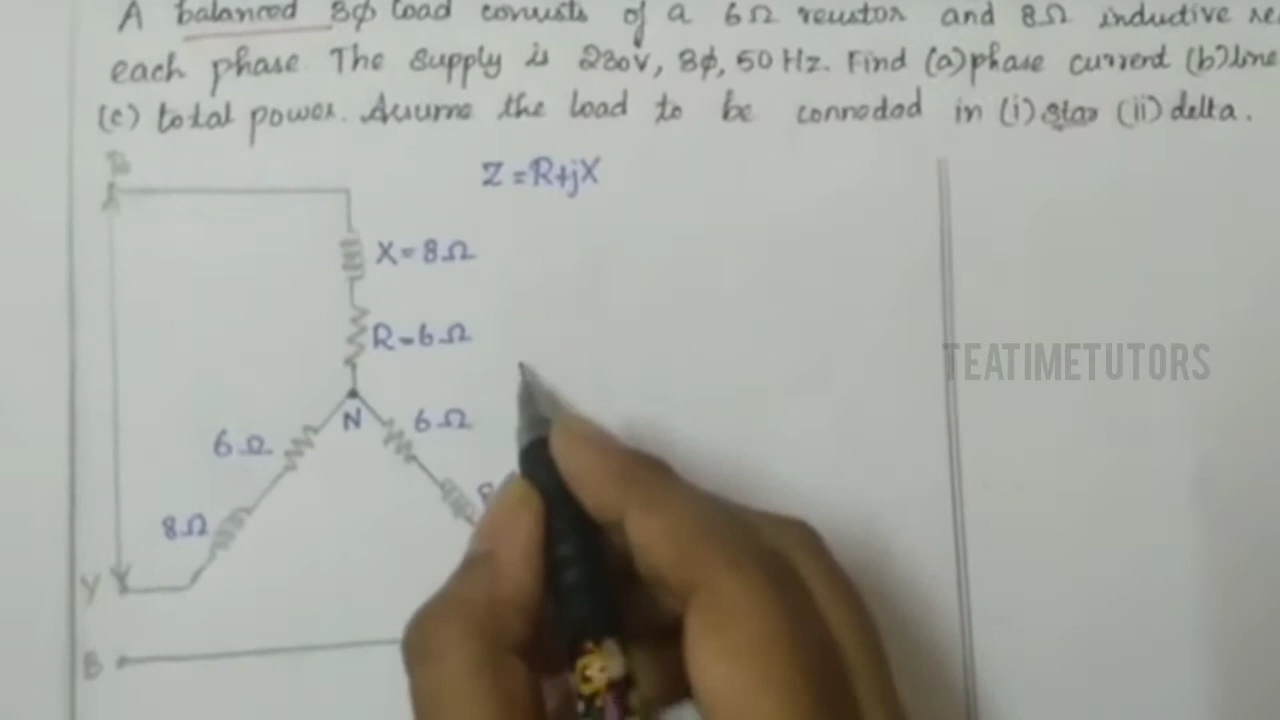 A balanced 3ϕ load consists of a 6Ω resistor and 8Ω inductive re
each phase The supply is 230V, 3ϕ, 50 Hz. Find (a)phase current (b)line
(c) total power. Assume the load to be connected in (i) star (ii) delta.
R
Z = R+jX
X = 8Ω
R = 6Ω
TEATIMETUTORS
N
6Ω
6Ω
8Ω
Y
B